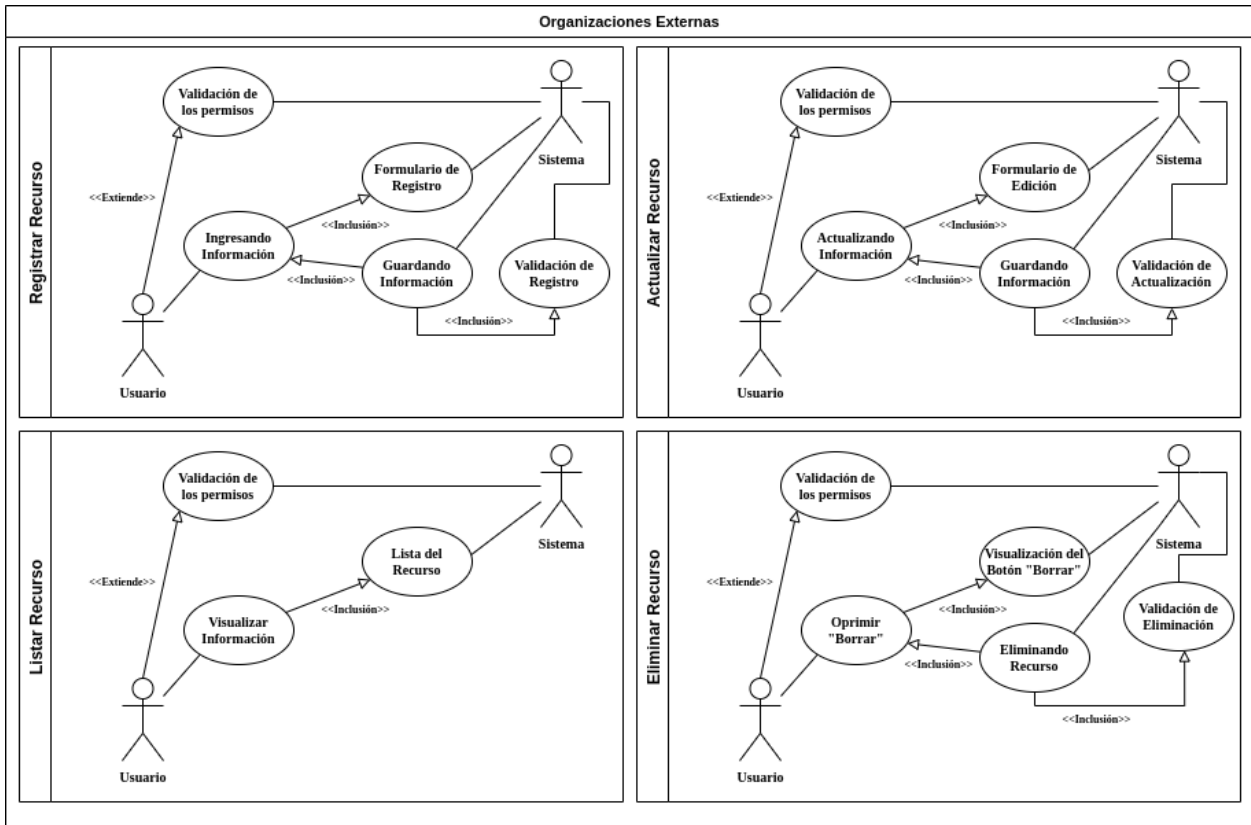 Organizaciones Externas
Registrar Recurso
Validación de
los permisos
Sistema
Formulario de
Registro
<<Extiende>>
<<Inclusión>>
Ingresando
Información
<<Inclusión>>
Guardando
Información
Validación de
Registro
<<Inclusión>>
Usuario
Actualizar Recurso
Validación de
los permisos
Sistema
Formulario de
Edición
<<Extiende>>
<<Inclusión>>
Actualizando
Información
<<Inclusión>>
Guardando
Información
Validación de
Actualización
<<Inclusión>>
Usuario
Listar Recurso
Validación de
los permisos
Sistema
Lista del
Recurso
<<Extiende>>
<<Inclusión>>
Visualizar
Información
Usuario
Eliminar Recurso
Validación de
los permisos
Sistema
Visualización del
Botón "Borrar"
<<Extiende>>
<<Inclusión>>
Validación de
Eliminación
Oprimir
"Borrar"
<<Inclusión>>
Eliminando
Recurso
<<Inclusión>>
Usuario